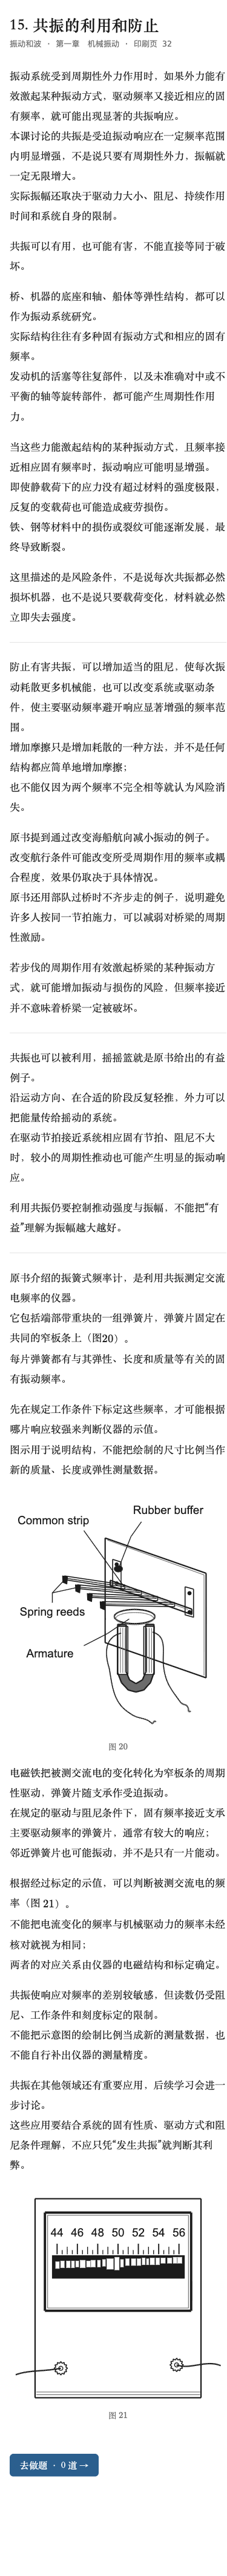 15. 共振的利用和防止
振动和波 · 第一章 机械振动 · 印刷页 32
振动系统受到周期性外力作用时，如果外力能有
效激起某种振动方式，驱动频率又接近相应的固
有频率，就可能出现显著的共振响应。
本课讨论的共振是受迫振动响应在一定频率范围
内明显增强，不是说只要有周期性外力，振幅就
一定无限增大。
实际振幅还取决于驱动力大小、阻尼、持续作用
时间和系统自身的限制。
共振可以有用，也可能有害，不能直接等同于破
坏。
桥、机器的底座和轴、船体等弹性结构，都可以
作为振动系统研究。
实际结构往往有多种固有振动方式和相应的固有
频率。
发动机的活塞等往复部件，以及未准确对中或不
平衡的轴等旋转部件，都可能产生周期性作用
力。
当这些力能激起结构的某种振动方式，且频率接
近相应固有频率时，振动响应可能明显增强。
即使静载荷下的应力没有超过材料的强度极限，
反复的变载荷也可能造成疲劳损伤。
铁、钢等材料中的损伤或裂纹可能逐渐发展，最
终导致断裂。
这里描述的是风险条件，不是说每次共振都必然
损坏机器，也不是说只要载荷变化，材料就必然
立即失去强度。
防止有害共振，可以增加适当的阻尼，使每次振
动耗散更多机械能，也可以改变系统或驱动条
件，使主要驱动频率避开响应显著增强的频率范
围。
增加摩擦只是增加耗散的一种方法，并不是任何
结构都应简单地增加摩擦；
也不能仅因为两个频率不完全相等就认为风险消
失。
原书提到通过改变海船航向减小振动的例子。
改变航行条件可能改变所受周期作用的频率或耦
合程度，效果仍取决于具体情况。
原书还用部队过桥时不齐步走的例子，说明避免
许多人按同一节拍施力，可以减弱对桥梁的周期
性激励。
若步伐的周期作用有效激起桥梁的某种振动方
式，就可能增加振动与损伤的风险，但频率接近
并不意味着桥梁一定被破坏。
共振也可以被利用，摇摇篮就是原书给出的有益
例子。
沿运动方向、在合适的阶段反复轻推，外力可以
把能量传给摇动的系统。
在驱动节拍接近系统相应固有节拍、阻尼不大
时，较小的周期性推动也可能产生明显的振动响
应。
利用共振仍要控制推动强度与振幅，不能把“有
益”理解为振幅越大越好。
原书介绍的振簧式频率计，是利用共振测定交流
电频率的仪器。
它包括端部带重块的一组弹簧片，弹簧片固定在
共同的窄板条上（图20）。
每片弹簧都有与其弹性、长度和质量等有关的固
有振动频率。
先在规定工作条件下标定这些频率，才可能根据
哪片响应较强来判断仪器的示值。
图示用于说明结构，不能把绘制的尺寸比例当作
新的质量、长度或弹性测量数据。
Rubber buffer
Common strip
Spring reeds
Armature
图 20
电磁铁把被测交流电的变化转化为窄板条的周期
性驱动，弹簧片随支承作受迫振动。
在规定的驱动与阻尼条件下，固有频率接近支承
主要驱动频率的弹簧片，通常有较大的响应；
邻近弹簧片也可能振动，并不是只有一片能动。
根据经过标定的示值，可以判断被测交流电的频
率（图 21）。
不能把电流变化的频率与机械驱动力的频率未经
核对就视为相同；
两者的对应关系由仪器的电磁结构和标定确定。
共振使响应对频率的差别较敏感，但读数仍受阻
尼、工作条件和刻度标定的限制。
不能把示意图的绘制比例当成新的测量数据，也
不能自行补出仪器的测量精度。
共振在其他领域还有重要应用，后续学习会进一
步讨论。
这些应用要结合系统的固有性质、驱动方式和阻
尼条件理解，不应只凭“发生共振”就判断其利
弊。
44 46 48 50 52 54 56
图 21
去做题 · 0 道 →